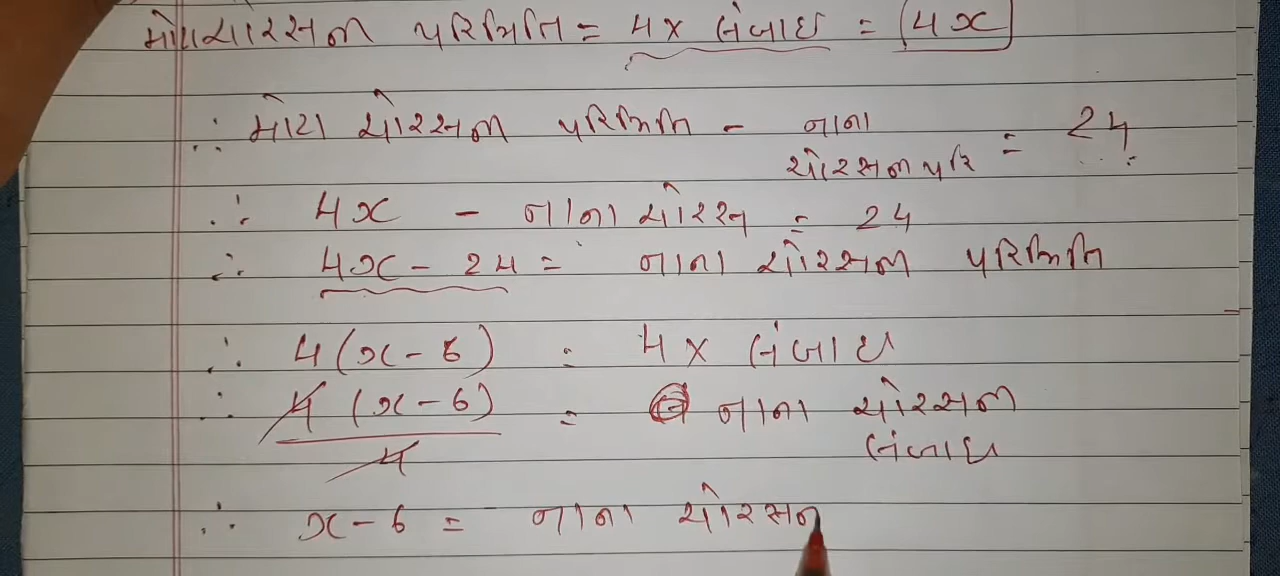 મોટા ચોરસની પરિમિતિ = 4 x લંબાઈ = 4x
∴ મોટા ચોરસની પરિમિતિ - નાના ચોરસની પરિ = 24
∴ 4x - નાના ચોરસ = 24
∴ 4x - 24 = નાના ચોરસની પરિમિતિ
∴ 4(x-6) = 4 x લંબાઈ
∴ 4(x-6) / 4 = નાના ચોરસની લંબાઈ
∴ x-6 = નાના ચોરસન